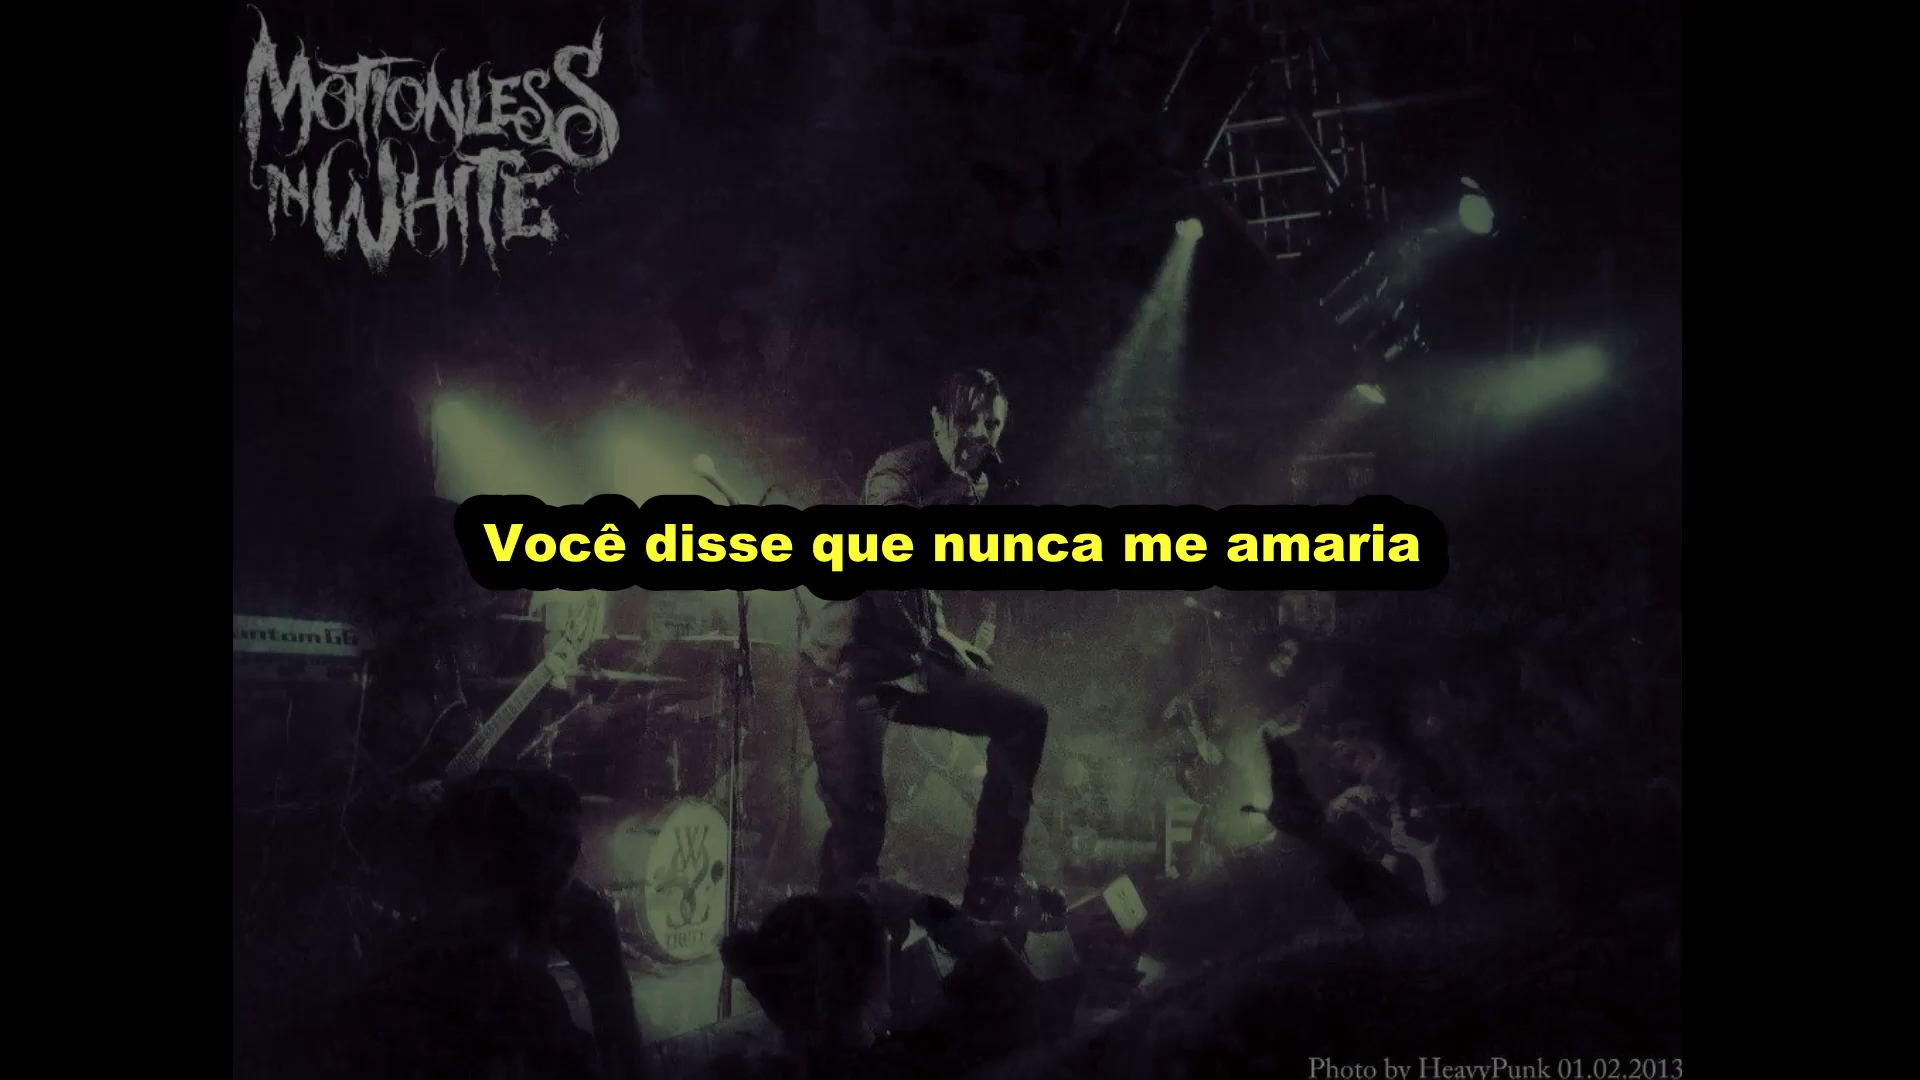 MOTIONLESS
IN WHITE
Você disse que nunca me amaria
Photo by HeavyPunk 01.02.2013